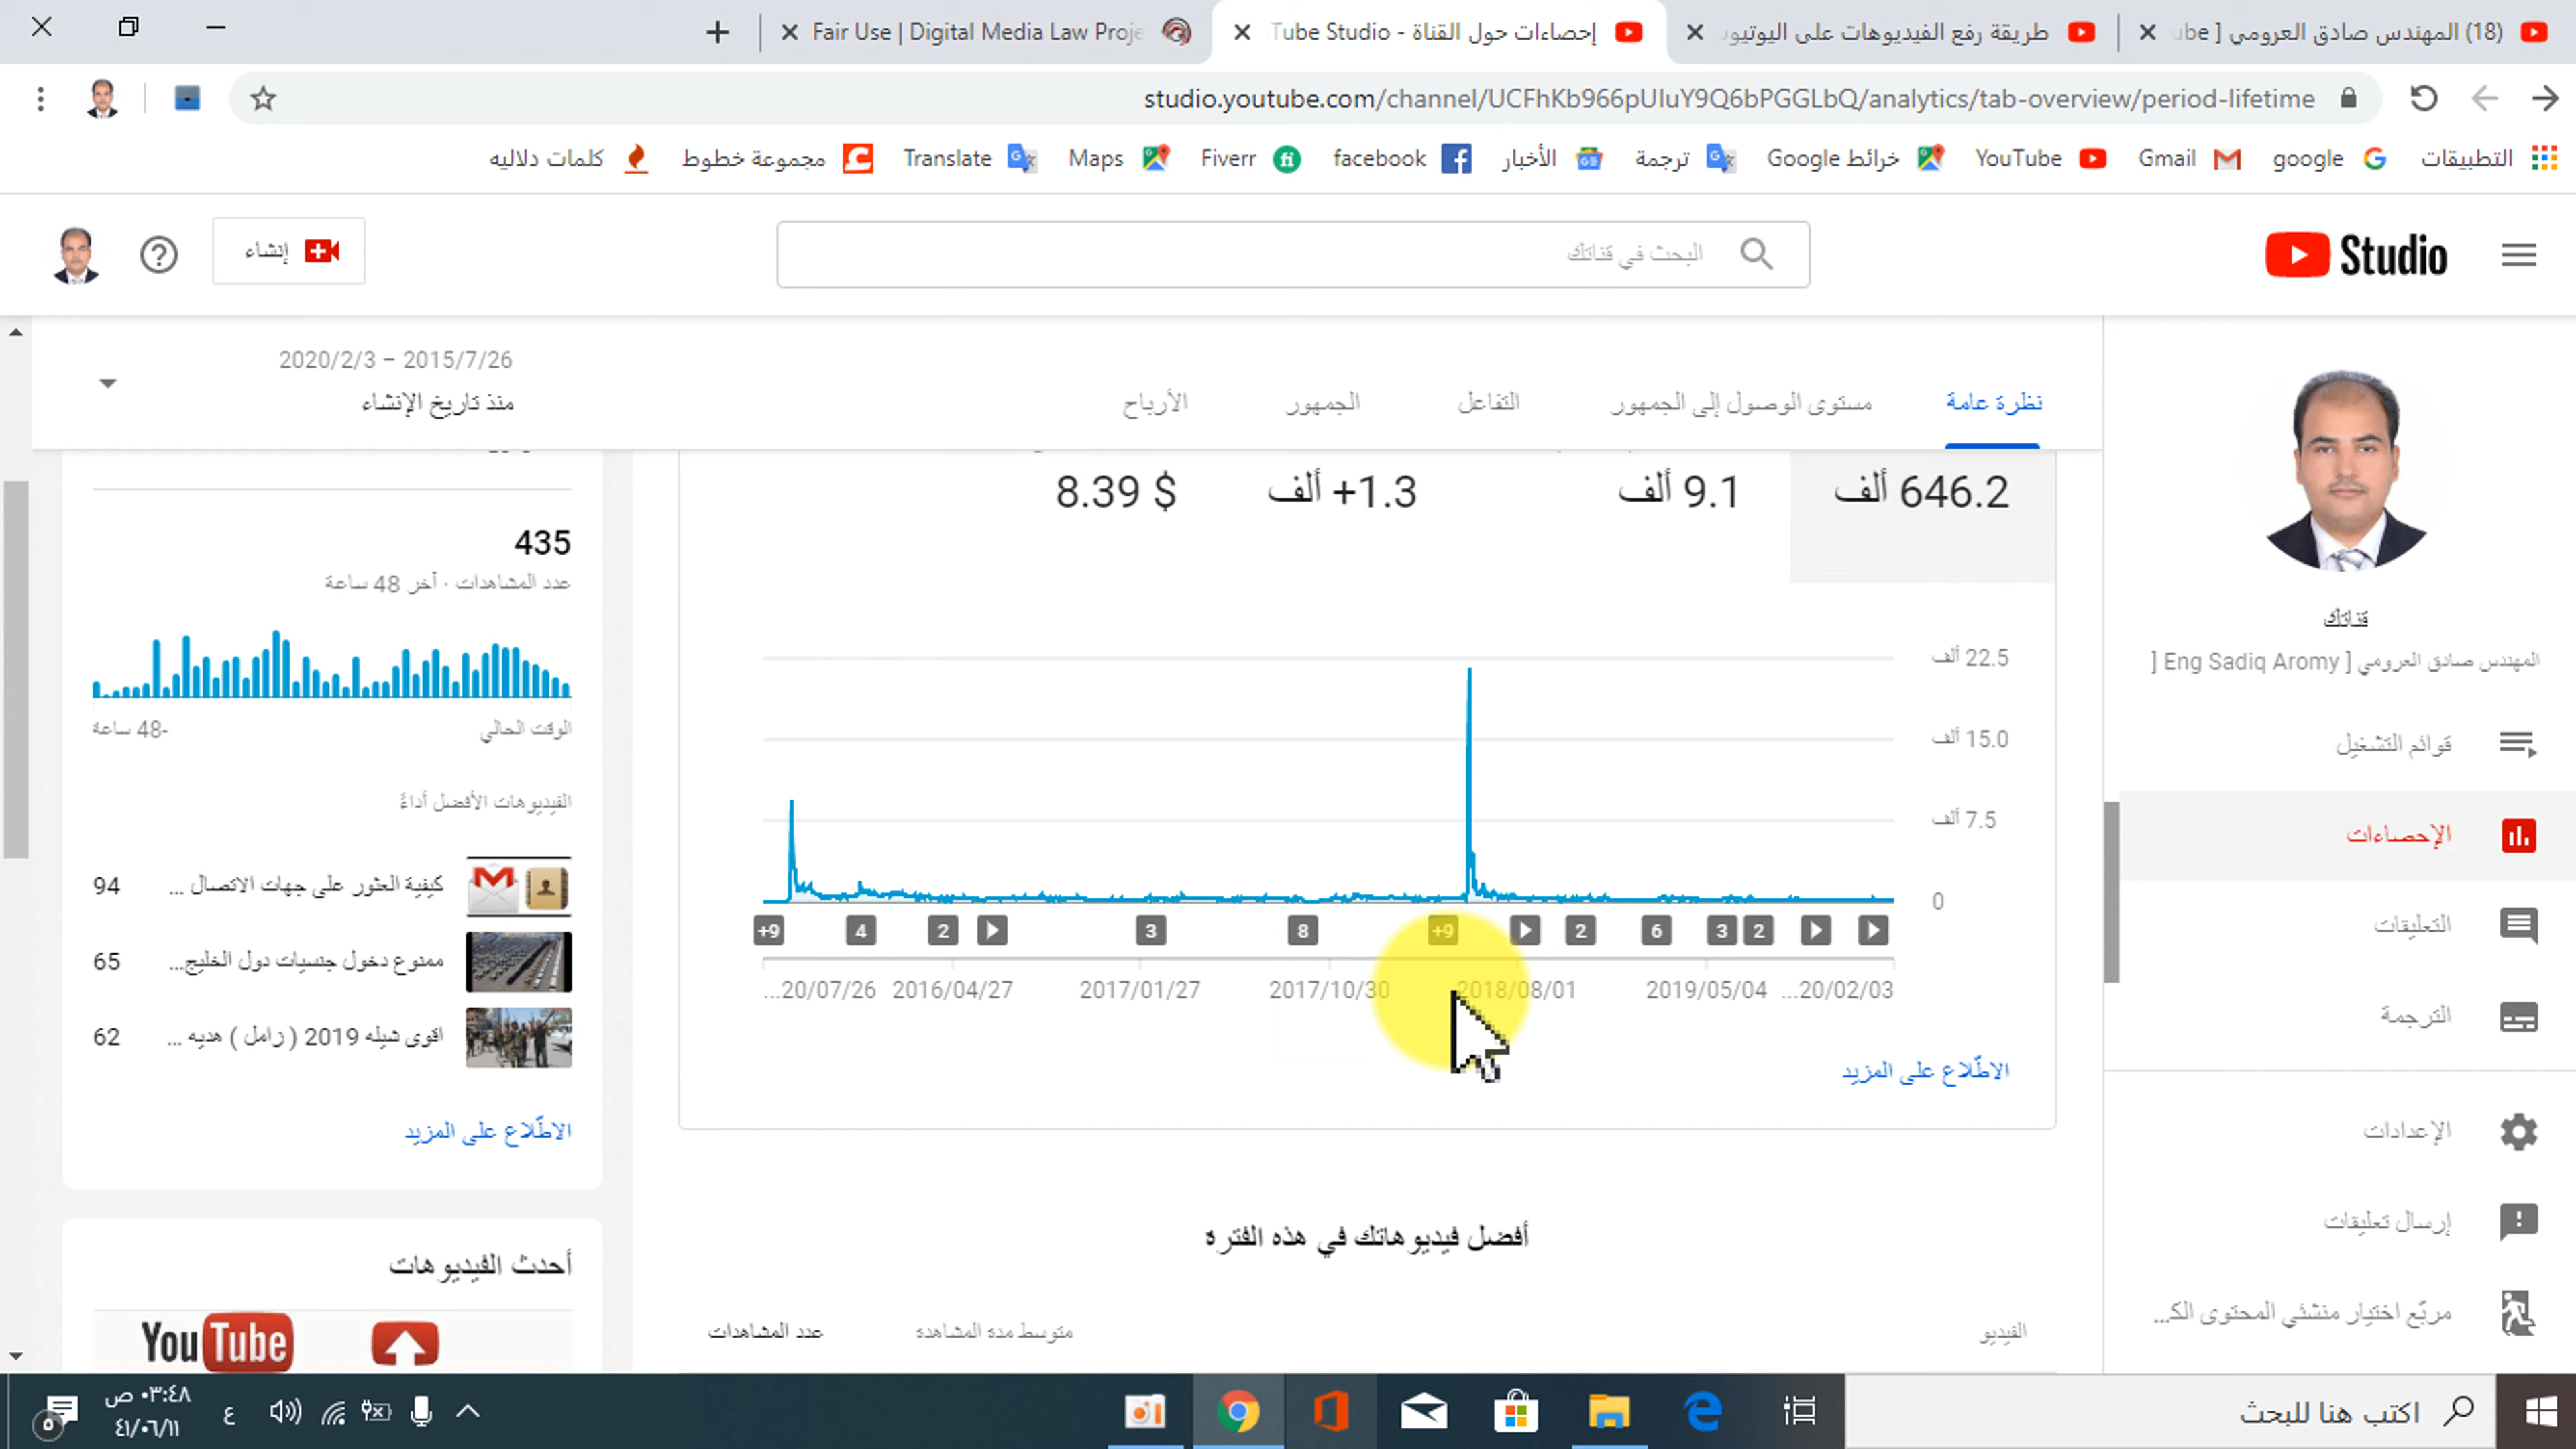 (18) المهندس صادق العرومي [ ube
طريقة رفع الفيديوهات على اليوتيوب
إحصاءات حول القناة - Tube Studio
Fair Use | Digital Media Law Proje
studio.youtube.com/channel/UCFhKb966pUIuY9Q6bPGGLbQ/analytics/tab-overview/period-lifetime
التطبيقات
google
Gmail
YouTube
خرائط Google
ترجمة
الأخبار
facebook
Fiverr
Maps
Translate
مجموعة خطوط
كلمات دلاليه
Studio
البحث في قناتك
إنشاء
نظرة عامة
مستوى الوصول إلى الجمهور
التفاعل
الجمهور
الأرباح
2015/7/26 – 2020/2/3
منذ تاريخ الإنشاء
646.2 ألف
9.1 ألف
+1.3 ألف
8.39 $
22.5 ألف
15.0 ألف
7.5 ألف
0
+9 4 2 3 8 +9 2 6 3 2
...20/07/26 2016/04/27 2017/01/27 2017/10/30 2018/08/01 2019/05/04 ...20/02/03
الاطّلاع على المزيد
أفضل فيديوهاتك في هذه الفترة
الفيديو
متوسط مدة المشاهدة
عدد المشاهدات
435
عدد المشاهدات · آخر 48 ساعة
-48 ساعة
الوقت الحالي
الفيديوهات الأفضل أداءً
كيفية العثور على جهات الاتصال ... 94
ممنوع دخول جنسيات دول الخليج... 65
اقوى شيله 2019 ( زامل ) هديه ... 62
الاطّلاع على المزيد
أحدث الفيديوهات
YouTube
قناتك
المهندس صادق العرومي [ Eng Sadiq Aromy ]
قوائم التشغيل
الإحصاءات
التعليقات
الترجمة
الإعدادات
إرسال تعليقات
مربّع اختيار منشئي المحتوى الكـ...
اكتب هنا للبحث
ع
٠٣:٤٨ ص
٤١/٠٦/١١